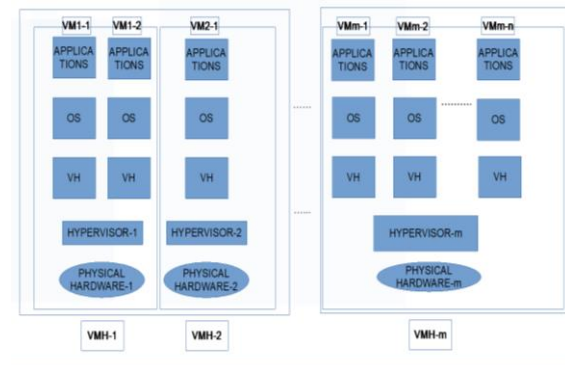 VM1-1 VM1-2 VM2-1 VMm-1 VMm-2 VMm-n
APPLICA APPLICA APPLICA APPLICA APPLICA APPLICA
TIONS TIONS TIONS TIONS TIONS TIONS
OS OS OS OS OS OS
VH VH VH VH VH VH
HYPERVISOR-1 HYPERVISOR-2 HYPERVISOR-m
PHYSICAL PHYSICAL PHYSICAL
HARDWARE-1 HARDWARE-2 HARDWARE-m
VMH-1 VMH-2 VMH-m